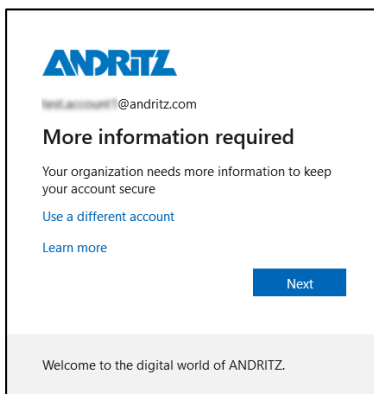 ANDRITZ
@andritz.com
More information required
Your organization needs more information to keep
your account secure
Use a different account
Learn more
Next
Welcome to the digital world of ANDRITZ.